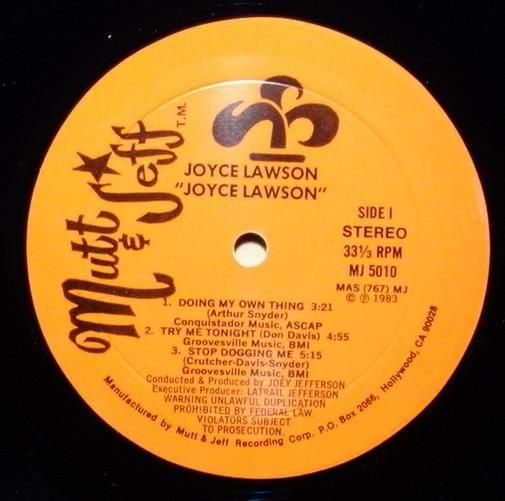 Mutt
& Jeff T.M.
JOYCE LAWSON
"JOYCE LAWSON"
SIDE I
STEREO
33⅓ RPM
MJ 5010
MAS (767) MJ
© ℗ 1983
1. DOING MY OWN THING 3:21
(Arthur Snyder)
Conquistador Music, ASCAP
2. TRY ME TONIGHT (Don Davis) 4:55
Groovesville Music, BMI
3. STOP DOGGING ME 5:15
(Crutcher-Davis-Snyder)
Groovesville Music, BMI
Conducted & Produced by JOEY JEFFERSON
Executive Producer: LATRAIL JEFFERSON
WARNING UNLAWFUL DUPLICATION
PROHIBITED BY FEDERAL LAW.
VIOLATORS SUBJECT
TO PROSECUTION.
Manufactured by Mutt & Jeff Recording Corp. P.O. Box 2066, Hollywood, CA 90028